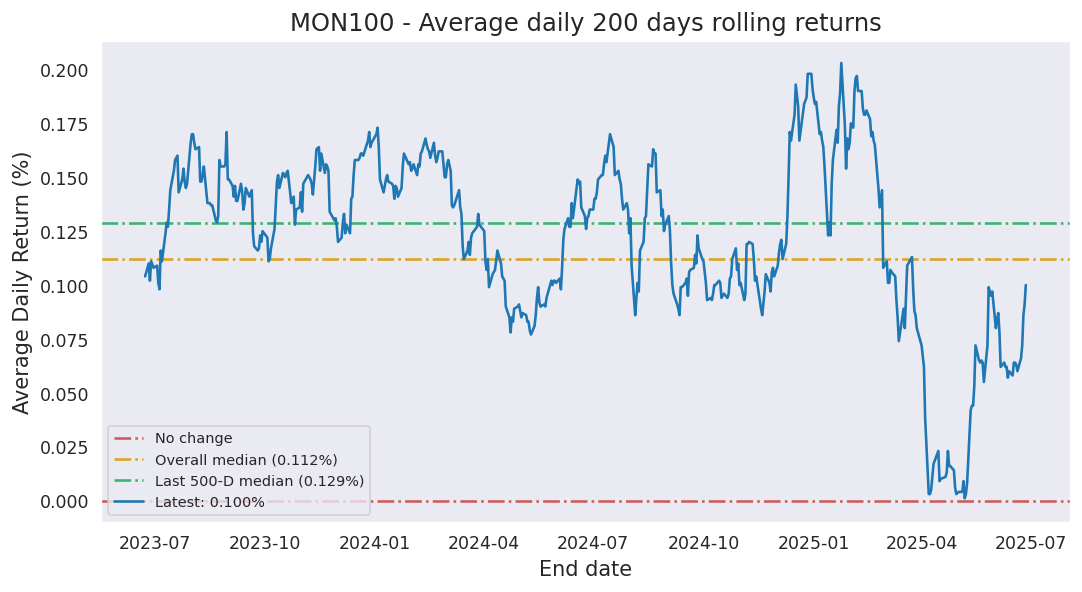 MON100 - Average daily 200 days rolling returns
Average Daily Return (%)
0.200
0.175
0.150
0.125
0.100
0.075
0.050
0.025
0.000
No change
Overall median (0.112%)
Last 500-D median (0.129%)
Latest: 0.100%
2023-07
2023-10
2024-01
2024-04
2024-07
2024-10
2025-01
2025-04
2025-07
End date